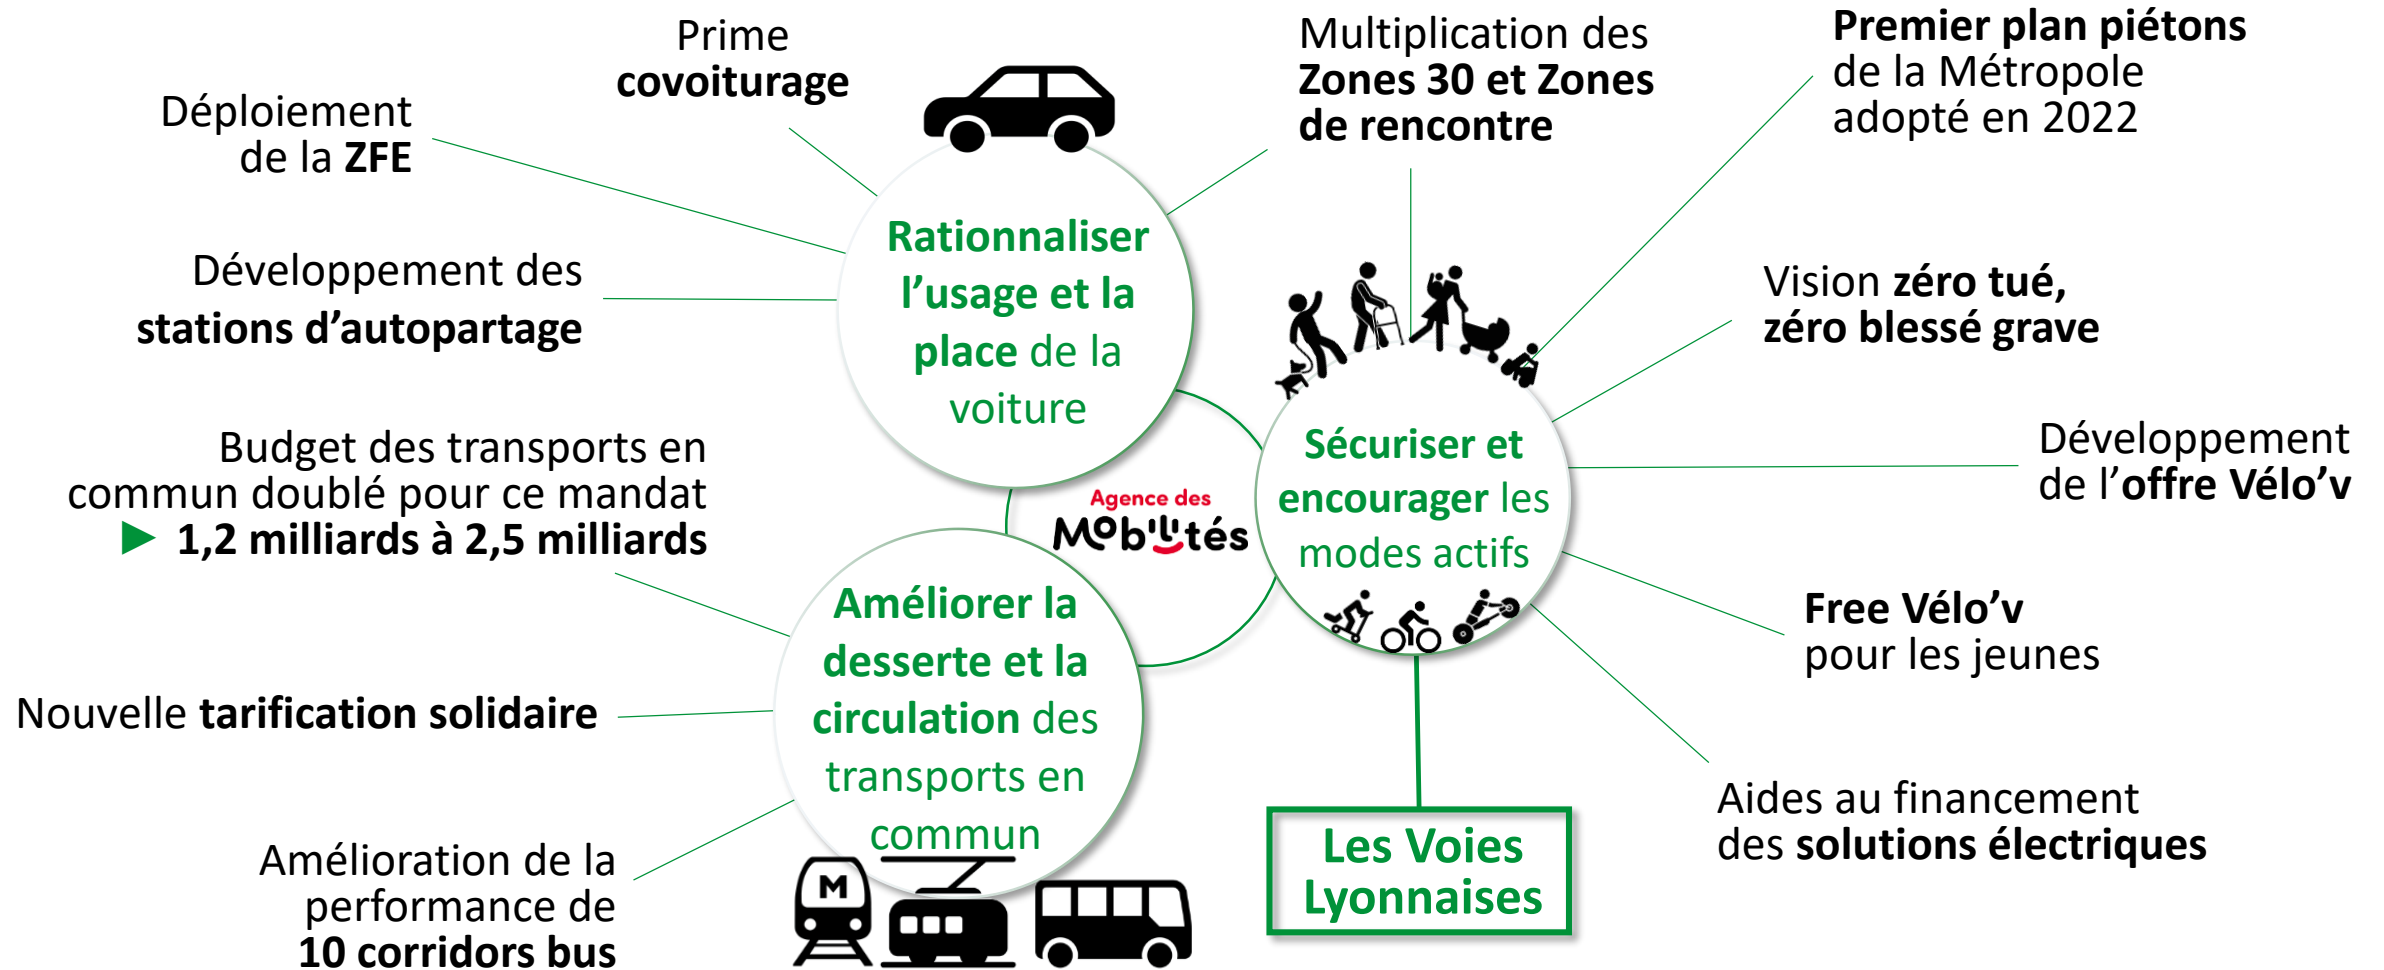 Prime
covoiturage
Déploiement
de la ZFE
Développement des
stations d’autopartage
Multiplication des
Zones 30 et Zones
de rencontre
Premier plan piétons
de la Métropole
adopté en 2022
Rationnaliser
l’usage et la
place de la
voiture
Vision zéro tué,
zéro blessé grave
Budget des transports en
commun doublé pour ce mandat
► 1,2 milliards à 2,5 milliards
Agence des
Mobilités
Sécuriser et
encourager les
modes actifs
Développement
de l’offre Vélo’v
Free Vélo’v
pour les jeunes
Améliorer la
desserte et la
circulation des
transports en
commun
Nouvelle tarification solidaire
Amélioration de la
performance de
10 corridors bus
M
Les Voies
Lyonnaises
Aides au financement
des solutions électriques